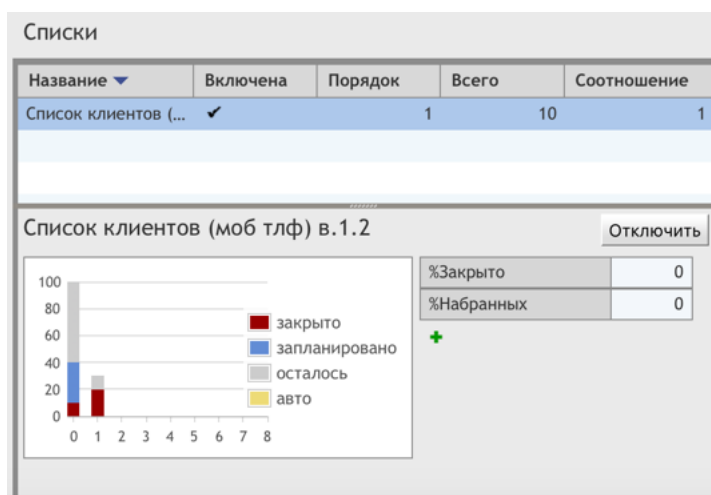 Списки
Название Включена Порядок Всего Соотношение
Список клиентов (... ✔ 1 10 1
Список клиентов (моб тлф) в.1.2 Отключить
%Закрыто 0
%Набранных 0
100
80
60
40
20
0
0 1 2 3 4 5 6 7 8
закрыто
запланировано
осталось
авто